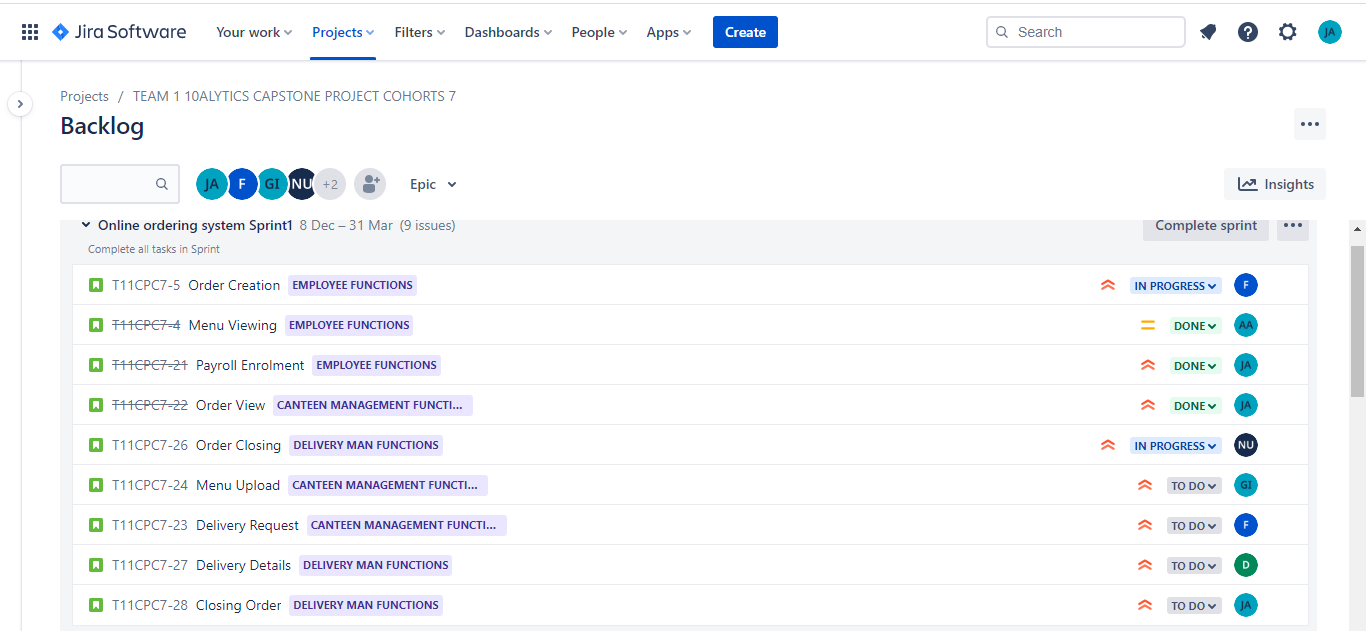 Jira Software Your work Projects Filters Dashboards People Apps Create Search JA
Projects / TEAM 1 10ALYTICS CAPSTONE PROJECT COHORTS 7
Backlog
JA F GI NU +2 Epic Insights
Online ordering system Sprint1 8 Dec – 31 Mar (9 issues) Complete sprint
Complete all tasks in Sprint
T11CPC7-5 Order Creation EMPLOYEE FUNCTIONS IN PROGRESS F
T11CPC7-4 Menu Viewing EMPLOYEE FUNCTIONS DONE AA
T11CPC7-21 Payroll Enrolment EMPLOYEE FUNCTIONS DONE JA
T11CPC7-22 Order View CANTEEN MANAGEMENT FUNCTI... DONE JA
T11CPC7-26 Order Closing DELIVERY MAN FUNCTIONS IN PROGRESS NU
T11CPC7-24 Menu Upload CANTEEN MANAGEMENT FUNCTI... TO DO GI
T11CPC7-23 Delivery Request CANTEEN MANAGEMENT FUNCTI... TO DO F
T11CPC7-27 Delivery Details DELIVERY MAN FUNCTIONS TO DO D
T11CPC7-28 Closing Order DELIVERY MAN FUNCTIONS TO DO JA